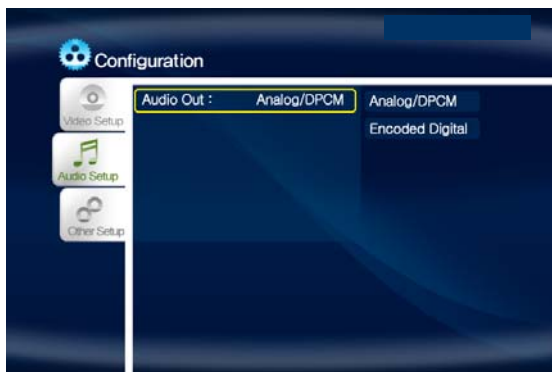 Configuration
Video Setup
Audio Out : Analog/DPCM
Analog/DPCM
Encoded Digital
Audio Setup
Other Setup